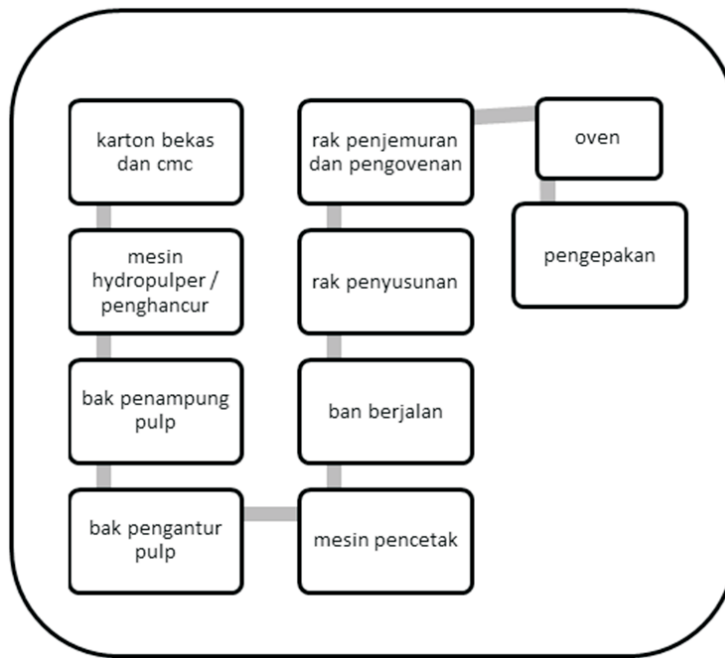 karton bekas
dan cmc
mesin
hydropulper /
penghancur
bak penampung
pulp
bak pengantur
pulp
mesin pencetak
ban berjalan
rak penyusunan
rak penjemuran
dan pengovenan
oven
pengepakan